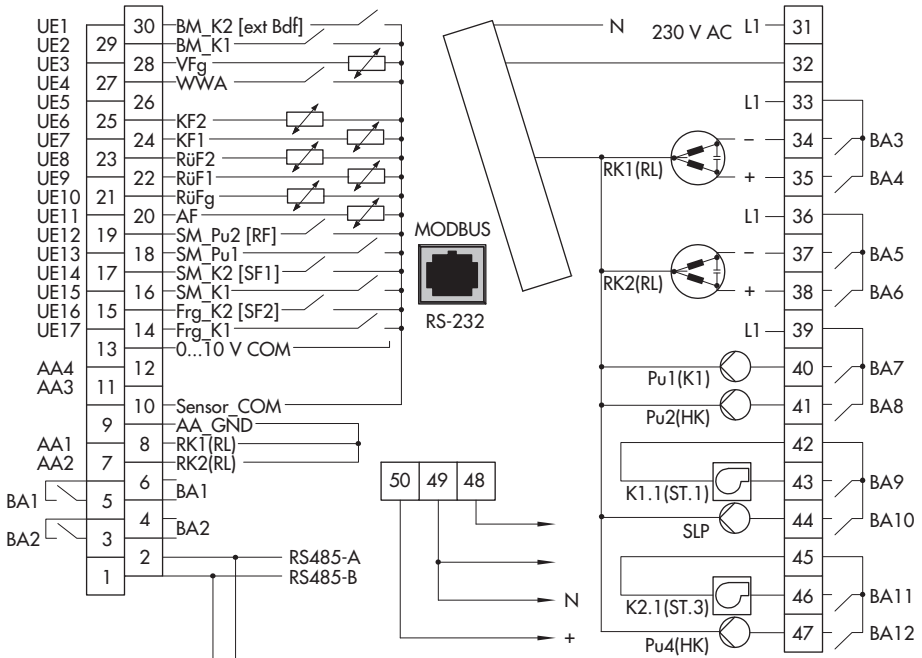 UE1 30 BM_K2 [ext Bdf]
UE2 29 BM_K1
UE3 28 VFg
UE4 27 WWA
UE5 26
UE6 25 KF2
UE7 24 KF1
UE8 23 RüF2
UE9 22 RüF1
UE10 21 RüFg
UE11 20 AF
UE12 19 SM_Pu2 [RF]
UE13 18 SM_Pu1
UE14 17 SM_K2 [SF1]
UE15 16 SM_K1
UE16 15 Frg_K2 [SF2]
UE17 14 Frg_K1
13 0...10 V COM
AA4 12
AA3 11
10 Sensor_COM
9 AA_GND
AA1 8 RK1(RL)
AA2 7 RK2(RL)
6 BA1
BA1 5
4 BA2
BA2 3
2 RS485-A
1 RS485-B
MODBUS
RS-232
50 49 48
N
+
N 230 V AC L1 31
32
L1 33
RK1(RL) – 34 BA3
+ 35 BA4
L1 36
RK2(RL) – 37 BA5
+ 38 BA6
L1 39
Pu1(K1) 40 BA7
Pu2(HK) 41 BA8
42
K1.1(ST.1) 43 BA9
SLP 44 BA10
45
K2.1(ST.3) 46 BA11
Pu4(HK) 47 BA12